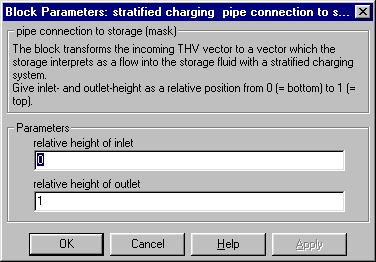 Block Parameters: stratified charging pipe connection to s...
pipe connection to storage (mask)
The block transforms the incoming THV vector to a vector which the
storage interprets as a flow into the storage fluid with a stratified charging
system.
Give inlet- and outlet-height as a relative position from 0 (= bottom) to 1 (=
top).
Parameters
relative height of inlet
0
relative height of outlet
1
OK Cancel Help Apply